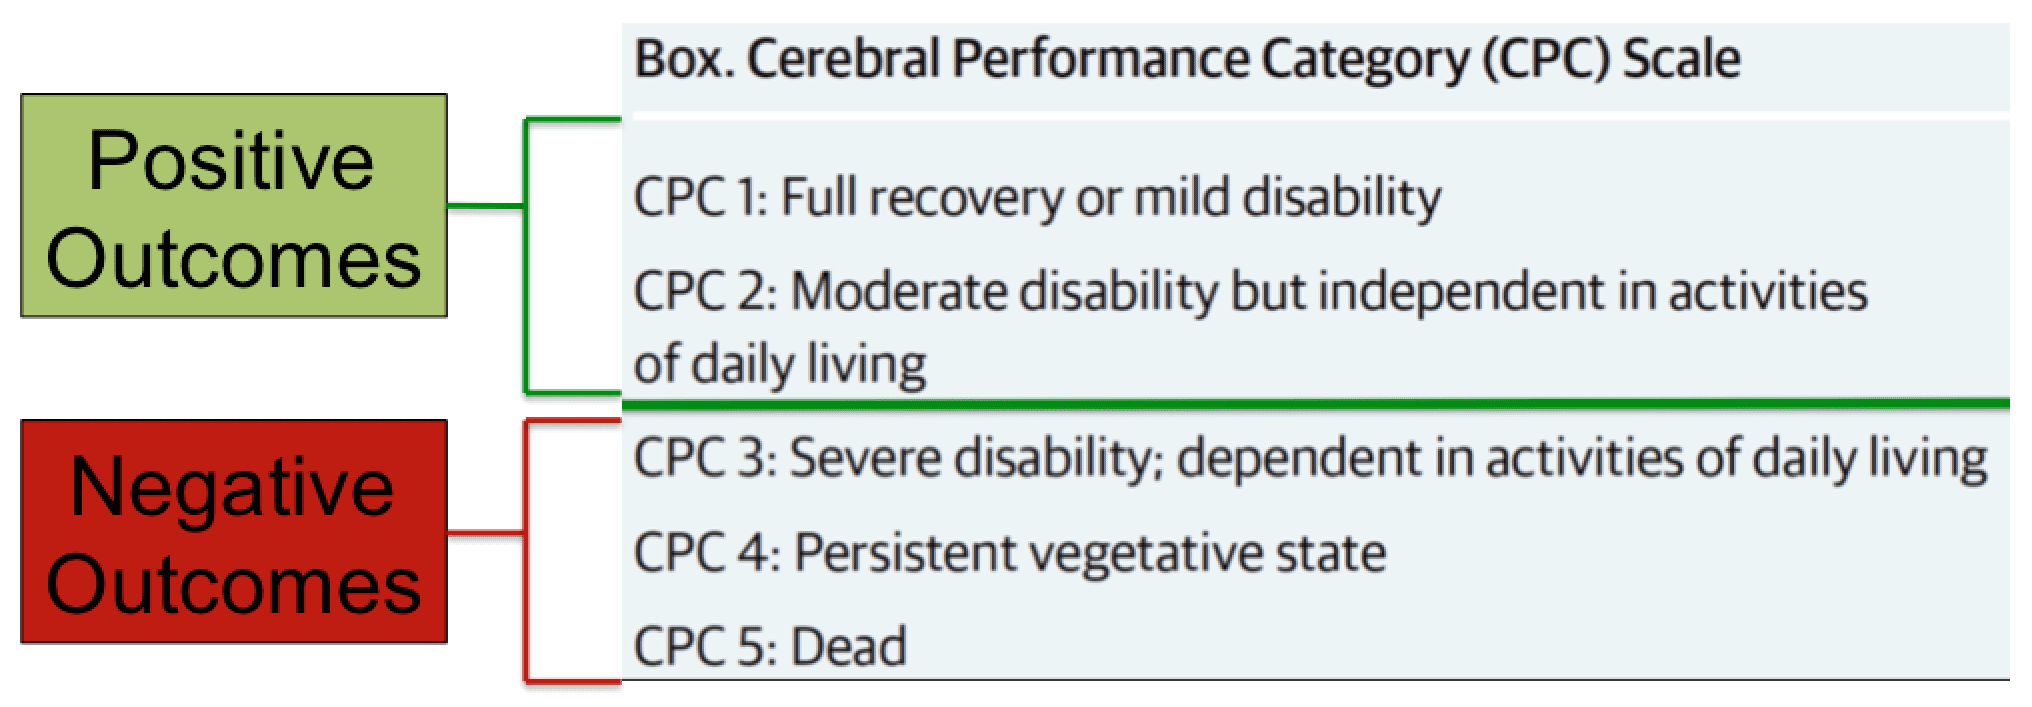 Box. Cerebral Performance Category (CPC) Scale
Positive
Outcomes
CPC 1: Full recovery or mild disability
CPC 2: Moderate disability but independent in activities
of daily living
Negative
Outcomes
CPC 3: Severe disability; dependent in activities of daily living
CPC 4: Persistent vegetative state
CPC 5: Dead